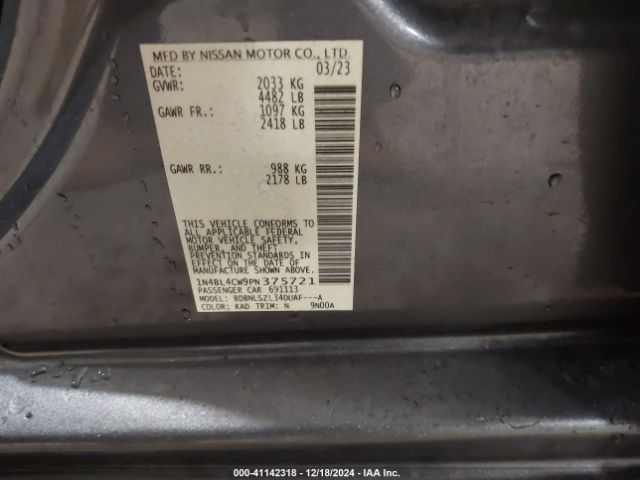 MFD BY NISSAN MOTOR CO., LTD.
DATE: 03/23
GVWR: 2033 KG
4482 LB
GAWR FR.: 1097 KG
2418 LB
GAWR RR.: 988 KG
2178 LB
THIS VEHICLE CONFORMS TO
ALL APPLICABLE FEDERAL
MOTOR VEHICLE SAFETY,
BUMPER, AND THEFT
PREVENTION STANDARDS IN
EFFECT ON THE DATE OF
MANUFACTURE SHOWN ABOVE.
1N4BL4CW9PN375721
PASSENGER CAR 691113
MODEL: BDBNLSZL34DUAF---A
COLOR: KAD TRIM: N 9N00A
000-41142318 | 12/18/2024 - IAA Inc.